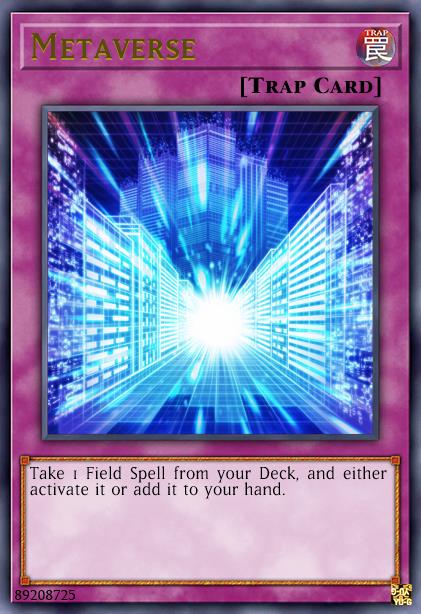 METAVERSE
TRAP
罠
[TRAP CARD]
Take 1 Field Spell from your Deck, and either
activate it or add it to your hand.
89208725